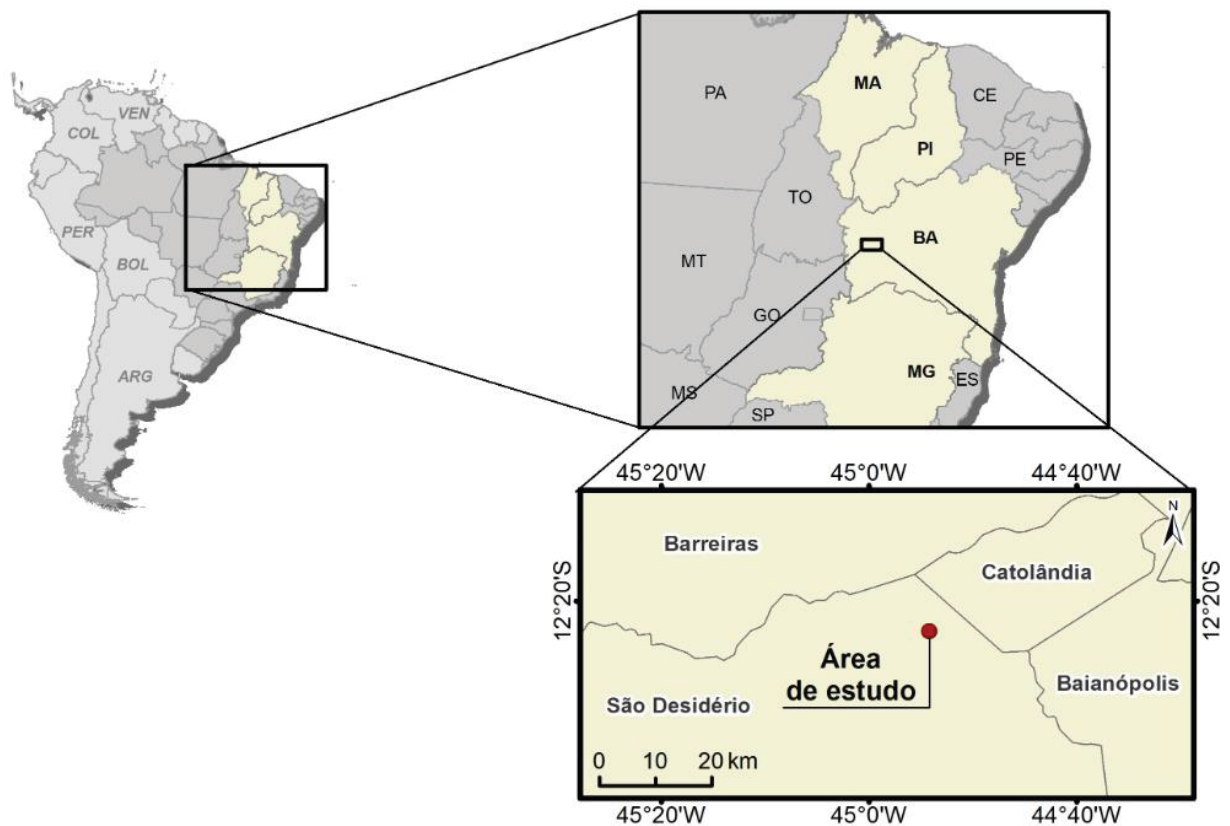 VEN
COL
PER
BOL
ARG
PA
MA
CE
PI
PE
TO
BA
MT
GO
MG
ES
MS
SP
45°20'W 45°0'W 44°40'W
N
Barreiras
Catolândia
12°20'S
12°20'S
Área
de estudo
São Desidério
Baianópolis
0 10 20 km
45°20'W 45°0'W 44°40'W